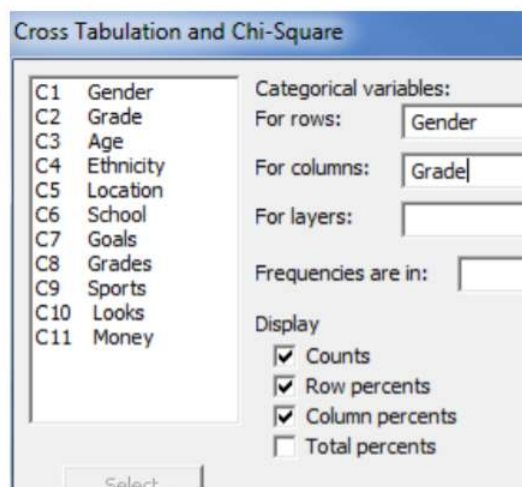 Cross Tabulation and Chi-Square
C1 Gender
C2 Grade
C3 Age
C4 Ethnicity
C5 Location
C6 School
C7 Goals
C8 Grades
C9 Sports
C10 Looks
C11 Money
Categorical variables:
For rows: Gender
For columns: Grade
For layers:
Frequencies are in:
Display
Counts
Row percents
Column percents
Total percents
Select